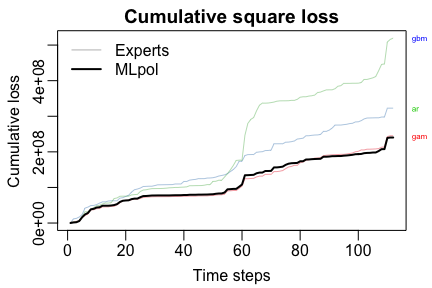 Cumulative square loss
Experts
MLpol
gbm
ar
gam
Cumulative loss
0e+00
2e+08
4e+08
0
20
40
60
80
100
Time steps